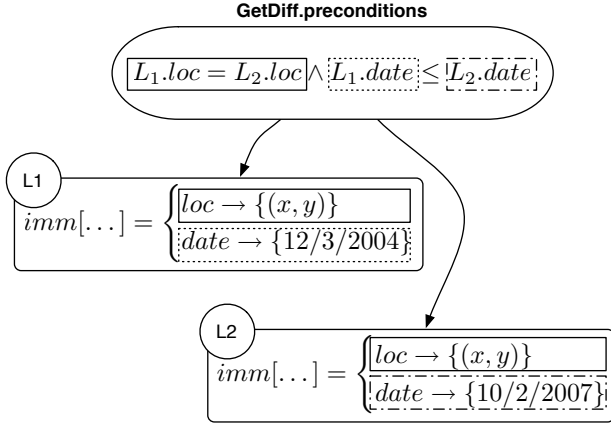 GetDiff.preconditions
L₁.loc = L₂.loc ∧ L₁.date ≤ L₂.date
L1
imm[...] = { loc → {(x, y)}
date → {12/3/2004}
L2
imm[...] = { loc → {(x, y)}
date → {10/2/2007}